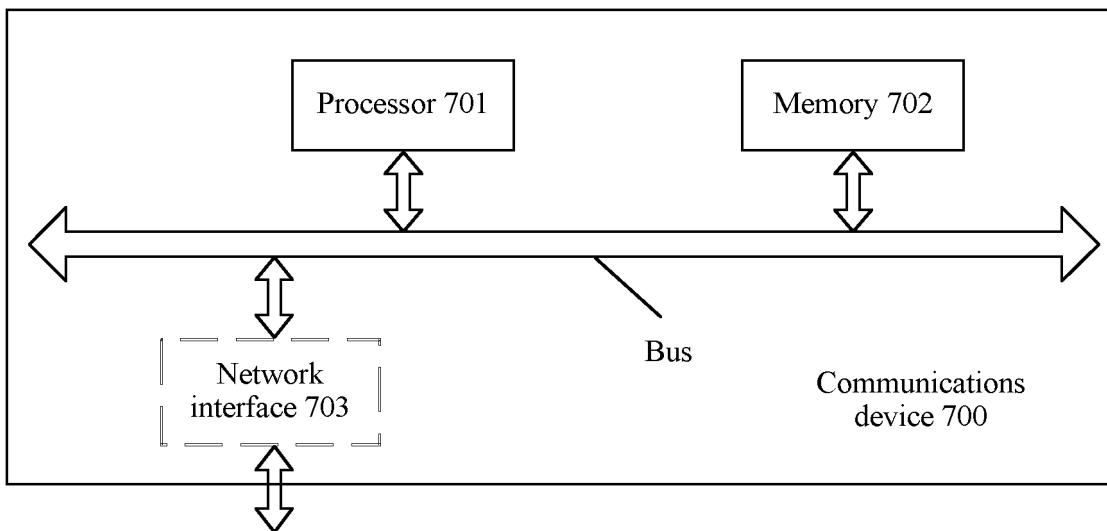 Processor 701
Memory 702
Bus
Network
interface 703
Communications
device 700